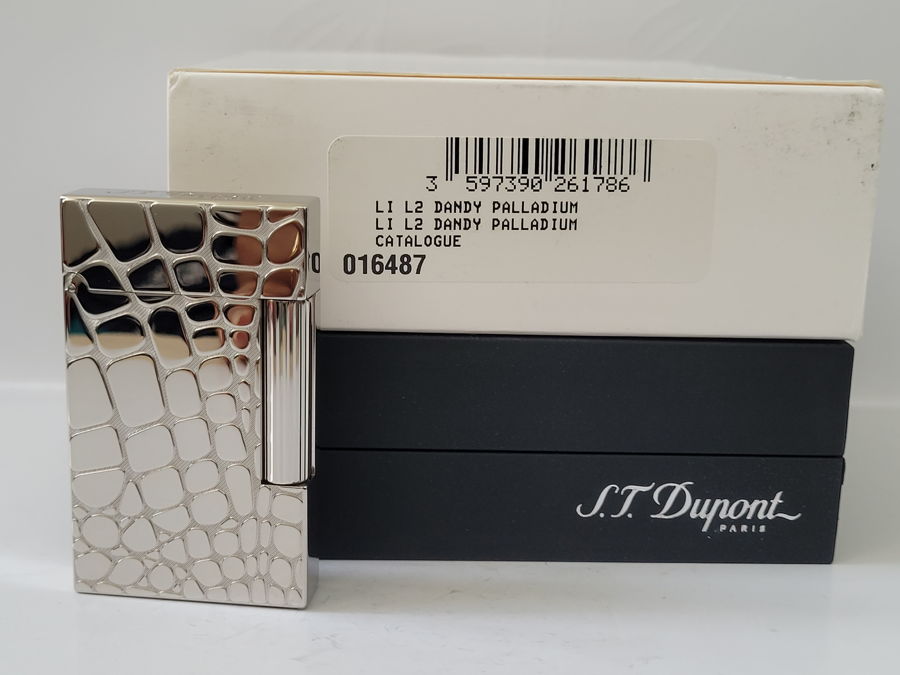 3 597390 261786
LI L2 DANDY PALLADIUM
LI L2 DANDY PALLADIUM
CATALOGUE
016487
S.T. Dupont
PARIS